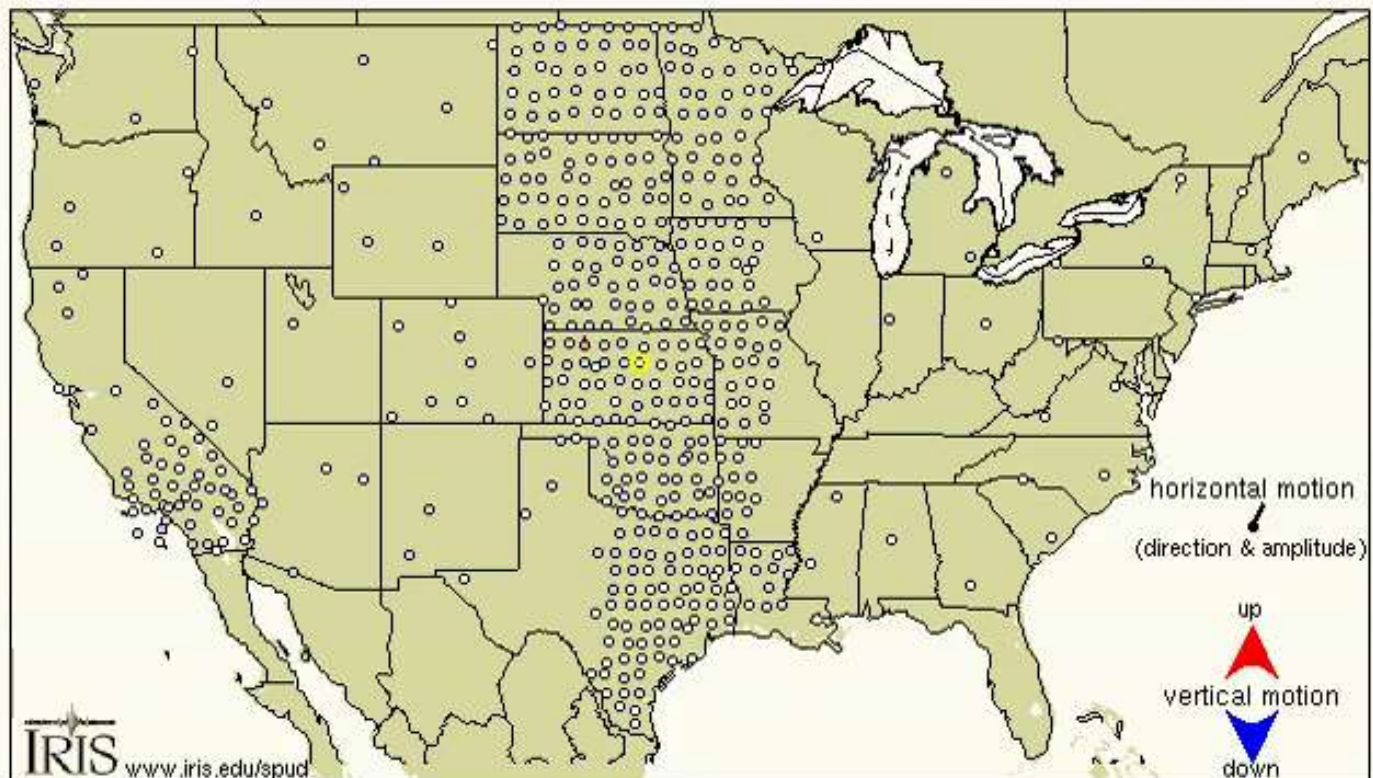 horizontal motion
(direction & amplitude)
up
vertical motion
down
IRIS www.iris.edu/spud